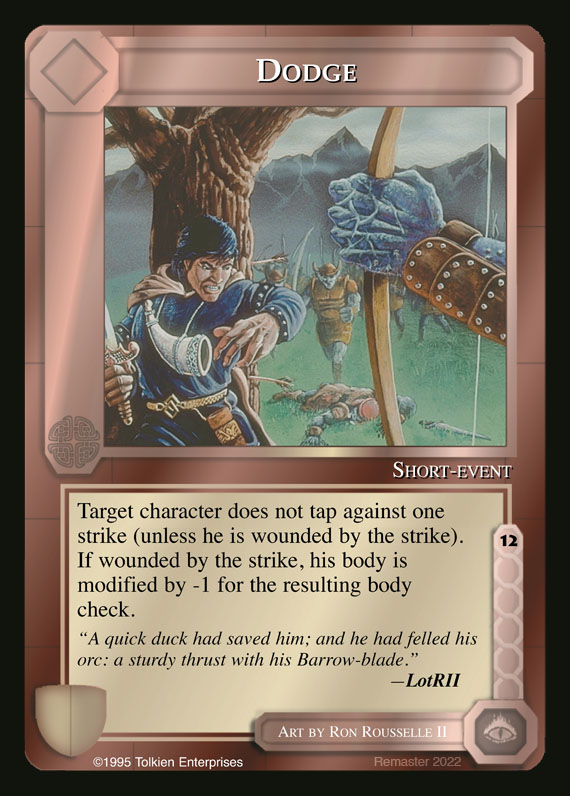 Dodge
Short-event
Target character does not tap against one
strike (unless he is wounded by the strike).
If wounded by the strike, his body is
modified by -1 for the resulting body
check.
12
“A quick duck had saved him; and he had felled his
orc: a sturdy thrust with his Barrow-blade.”
—LotRII
Art by Ron Rousselle II
©1995 Tolkien Enterprises
Remaster 2022